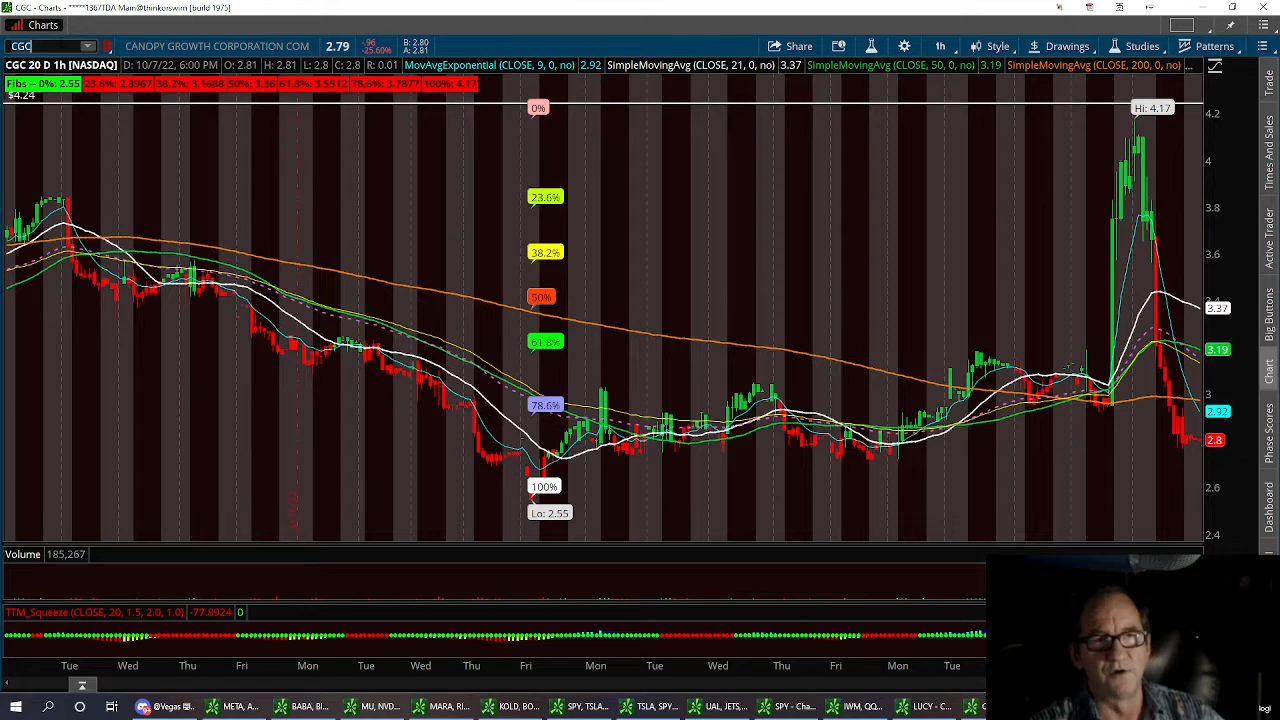 CGC - Charts - *****1367TDA Main@thinkorswim [build 1975]
Charts
CGC
CANOPY GROWTH CORPORATION COM
2.79
-.96
-25.60%
B: 2.80
A: 2.81
Share
1h
Style
Drawings
Studies
Patterns
CGC 20 D 1h [NASDAQ]
D: 10/7/22, 6:00 PM
O: 2.81
H: 2.81
L: 2.8
C: 2.8
R: 0.01
MovAvgExponential (CLOSE, 9, 0, no)
2.92
SimpleMovingAvg (CLOSE, 21, 0, no)
3.37
SimpleMovingAvg (CLOSE, 50, 0, no)
3.19
SimpleMovingAvg (CLOSE, 200, 0, no)
...
Fibs -- 0%: 2.55
23.6%: 2.8967
38.2%: 3.1688
50%: 3.36
61.8%: 3.5512
78.6%: 3.7877
100%: 4.17
$4.24
0%
Hi: 4.17
23.6%
38.2%
50%
61.8%
78.6%
100%
Lo: 2.55
4.2
4
3.8
3.6
3.4
3.37
3.19
3
2.92
2.8
2.6
2.4
Trade
Times And Sales
Active Trader
Big Buttons
Chart
Phase Scores
Dashboard
Volume
185,267
TTM_Squeeze (CLOSE, 20, 1.5, 2.0, 1.0)
-77.8924
0
Tue
Wed
Thu
Fri
Mon
Tue
Wed
Thu
Fri
Mon
Tue
Wed
Thu
Fri
Mon
Tue
@Vegas
META, A...
BABA, BI...
MU, NVD...
MARA, RI...
KOLD, BO...
SPY, TSLA...
TSLA, SPY...
UAL, JETS,...
SPY - Char...
IWM, QQ...
LUCY - C...
logi